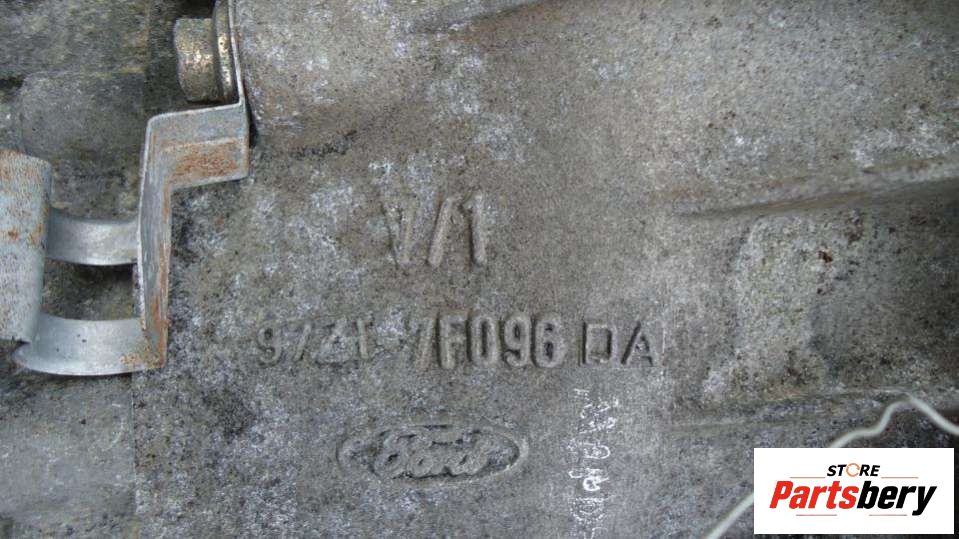 V/1
97ZT-7F096 DA
Ford
STORE
Partsbery